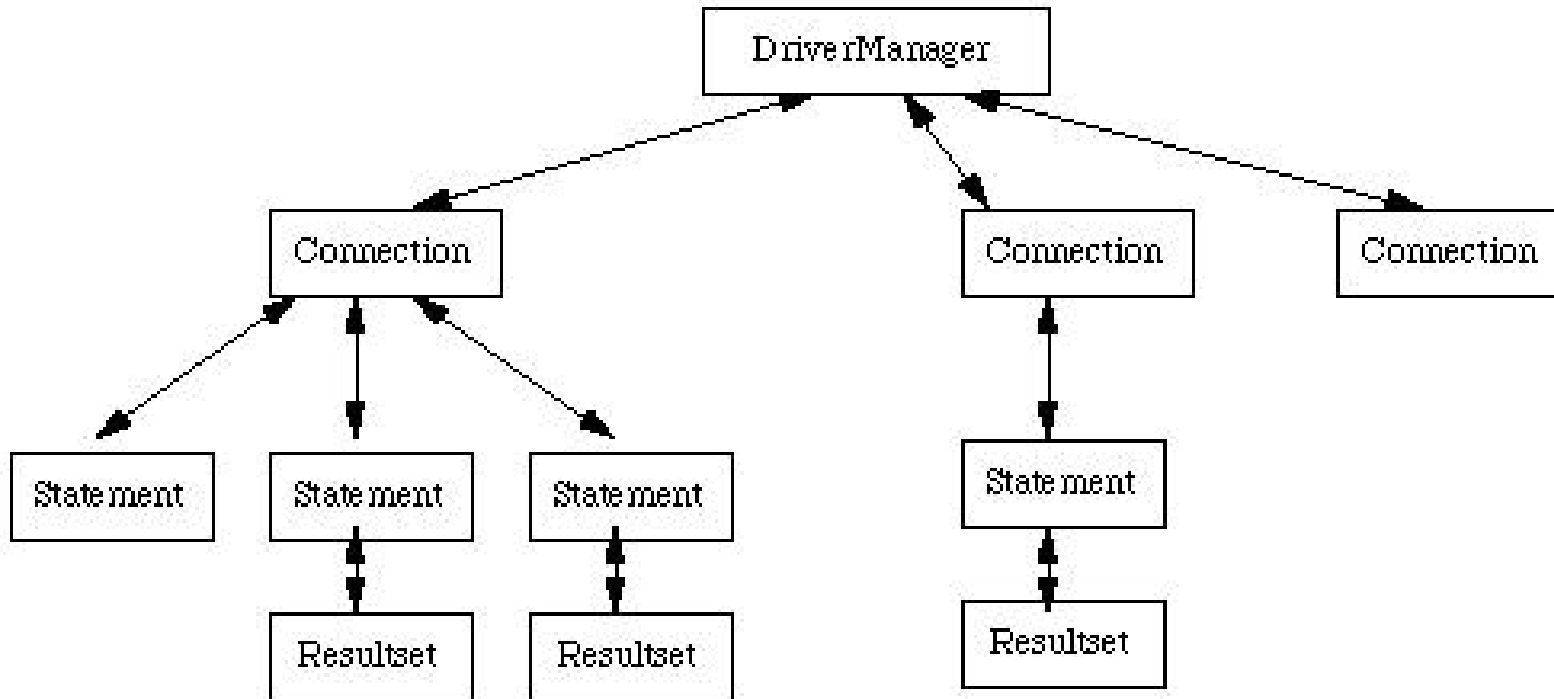 DriverManager
Connection
Connection
Connection
Statement
Statement
Statement
Statement
Resultset
Resultset
Resultset